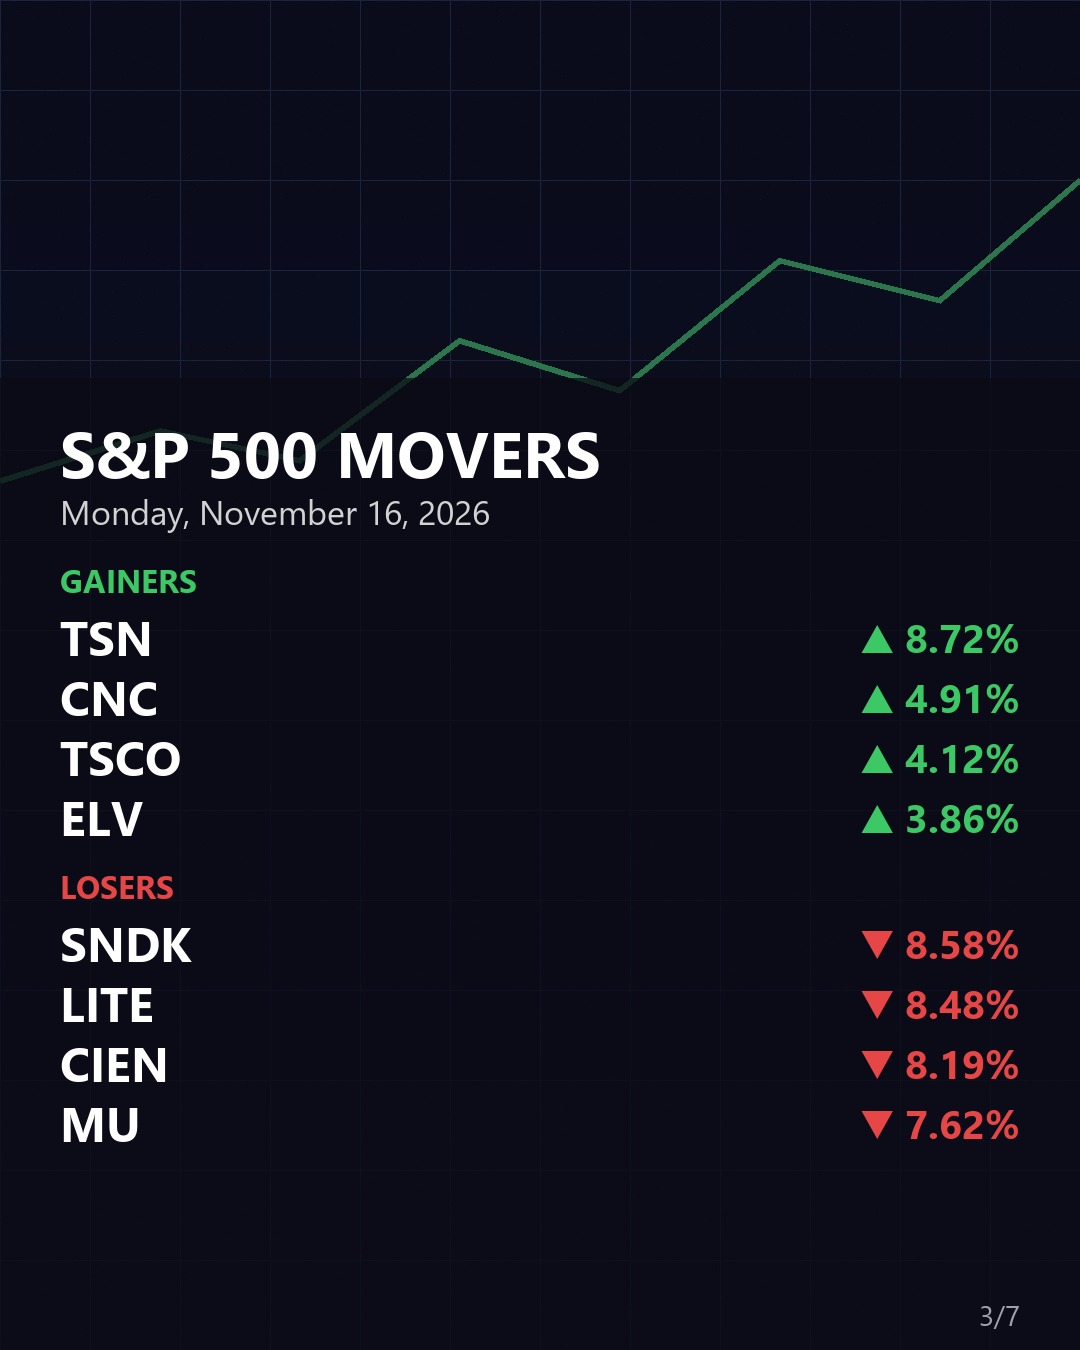 S&P 500 MOVERS
Monday, November 16, 2026
GAINERS
TSN ▲ 8.72%
CNC ▲ 4.91%
TSCO ▲ 4.12%
ELV ▲ 3.86%
LOSERS
SNDK ▼ 8.58%
LITE ▼ 8.48%
CIEN ▼ 8.19%
MU ▼ 7.62%
3/7